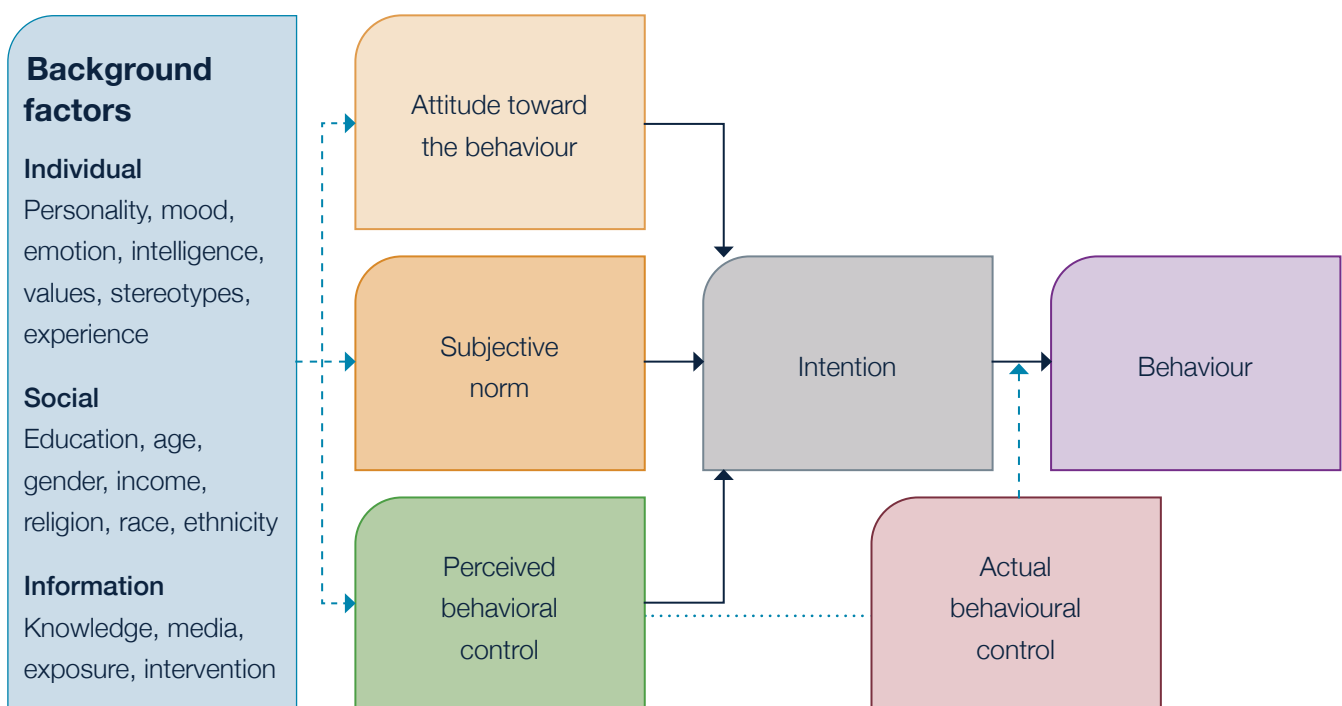 Background
factors
Individual
Personality, mood,
emotion, intelligence,
values, stereotypes,
experience
Social
Education, age,
gender, income,
religion, race, ethnicity
Information
Knowledge, media,
exposure, intervention
Attitude toward
the behaviour
Subjective
norm
Perceived
behavioral
control
Intention
Actual
behavioural
control
Behaviour